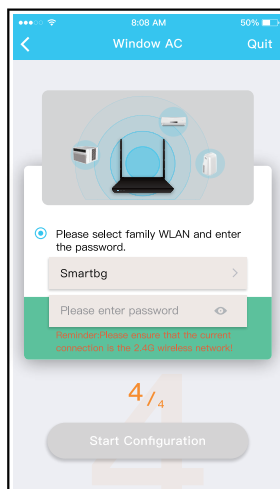 8:08 AM 50%
Window AC Quit
Please select family WLAN and enter
the password.
Smartbg
Please enter password
Reminder:Please ensure that the current
connection is the 2.4G wireless network!
4
4/4
Start Configuration